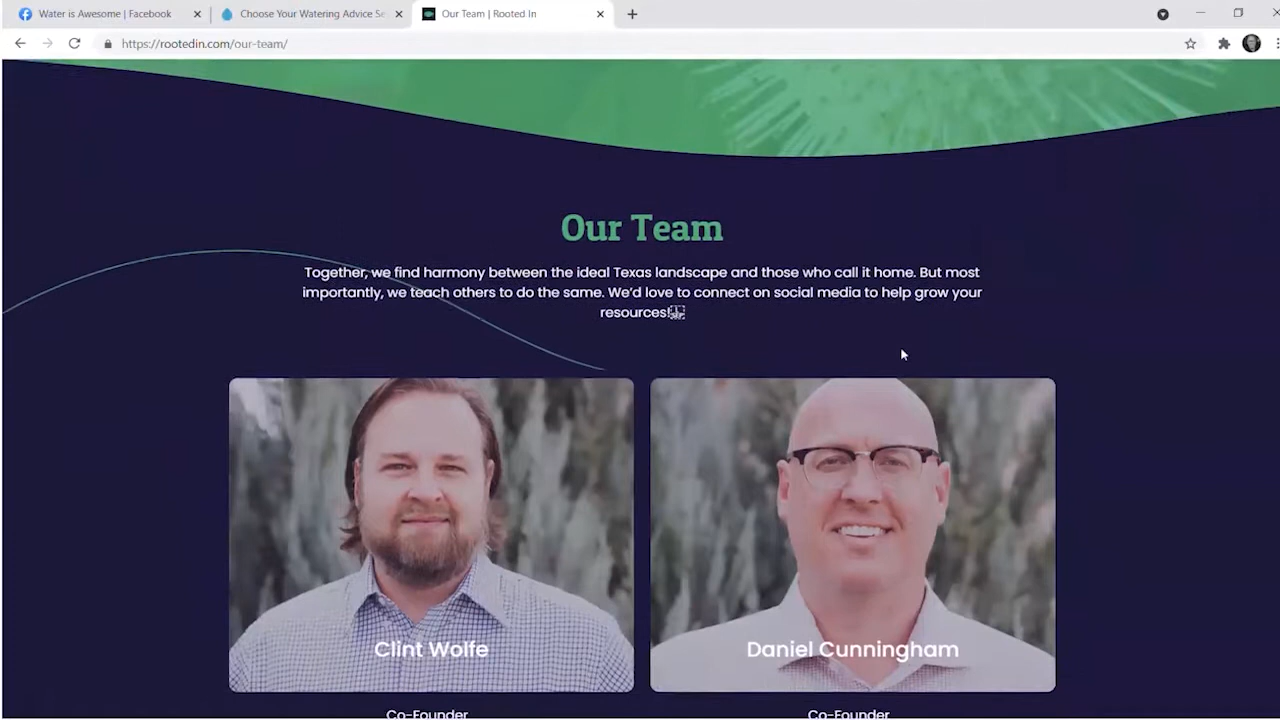 Water is Awesome | Facebook
Choose Your Watering Advice Se
Our Team | Rooted In
https://rootedin.com/our-team/
Our Team
Together, we find harmony between the ideal Texas landscape and those who call it home. But most
importantly, we teach others to do the same. We'd love to connect on social media to help grow your
resources!
Clint Wolfe
Daniel Cunningham
Co-Founder
Co-Founder